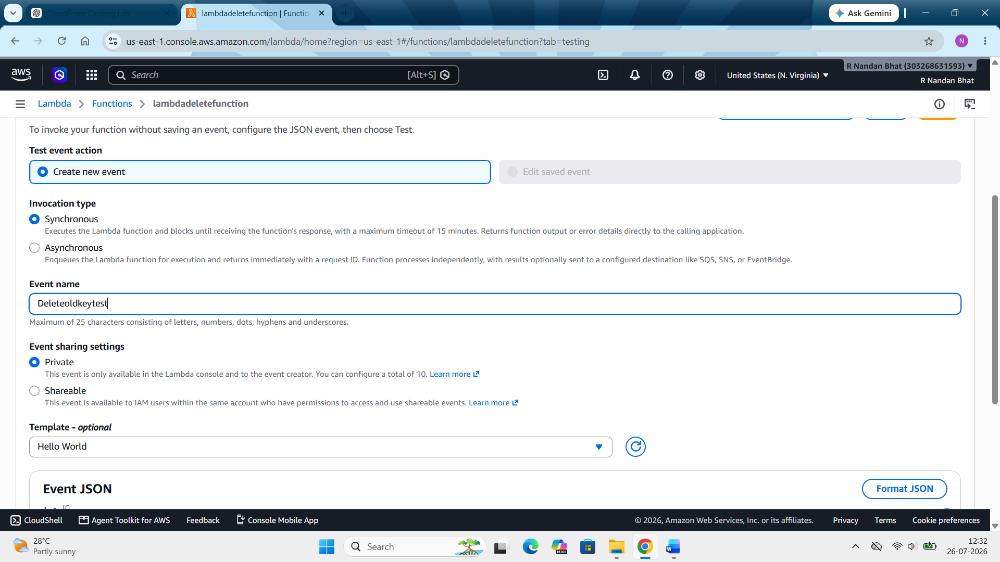 CloudFront Caching Lab
lambdadeletefunction | Functio
Ask Gemini
us-east-1.console.aws.amazon.com/lambda/home?region=us-east-1#/functions/lambdadeletefunction?tab=testing
N
aws
Search
[Alt+S]
United States (N. Virginia)
R Nandan Bhat (303268631593)
R Nandan Bhat
Lambda
Functions
lambdadeletefunction
To invoke your function without saving an event, configure the JSON event, then choose Test.
Test event action
Create new event
Edit saved event
Invocation type
Synchronous
Executes the Lambda function and blocks until receiving the function's response, with a maximum timeout of 15 minutes. Returns function output or error details directly to the calling application.
Asynchronous
Enqueues the Lambda function for execution and returns immediately with a request ID. Function processes independently, with results optionally sent to a configured destination like SQS, SNS, or EventBridge.
Event name
Deleteoldkeytest
Maximum of 25 characters consisting of letters, numbers, dots, hyphens and underscores.
Event sharing settings
Private
This event is only available in the Lambda console and to the event creator. You can configure a total of 10. Learn more
Shareable
This event is available to IAM users within the same account who have permissions to access and use shareable events. Learn more
Template - optional
Hello World
Event JSON
Format JSON
CloudShell
Agent Toolkit for AWS
Feedback
Console Mobile App
© 2026, Amazon Web Services, Inc. or its affiliates.
Privacy
Terms
Cookie preferences
28°C
Partly sunny
Search
M365
12:32
26-07-2026